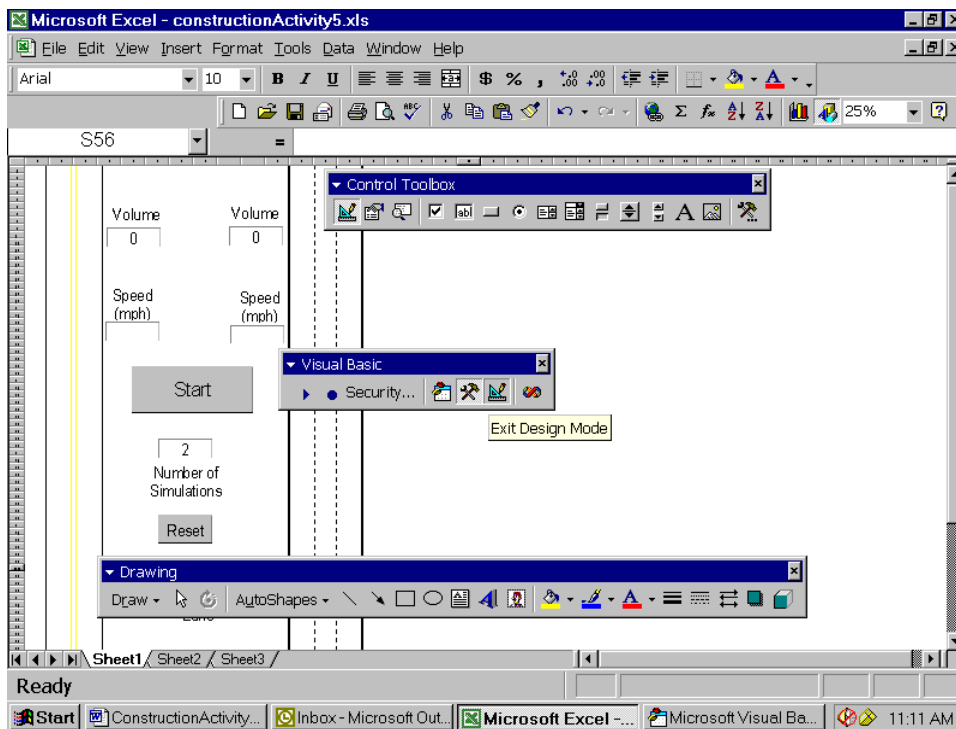 Microsoft Excel - constructionActivity5.xls
File Edit View Insert Format Tools Data Window Help
Arial 10 B I U $ % ,
ABC Σ fx 25%
S56 =
Control Toolbox
Volume Volume
0 0
Speed (mph) Speed (mph)
Visual Basic
Security...
Start
Exit Design Mode
2
Number of
Simulations
Reset
Drawing
Draw AutoShapes
Sheet1 Sheet2 Sheet3
Ready
Start ConstructionActivity... Inbox - Microsoft Out... Microsoft Excel -... Microsoft Visual Ba... 11:11 AM